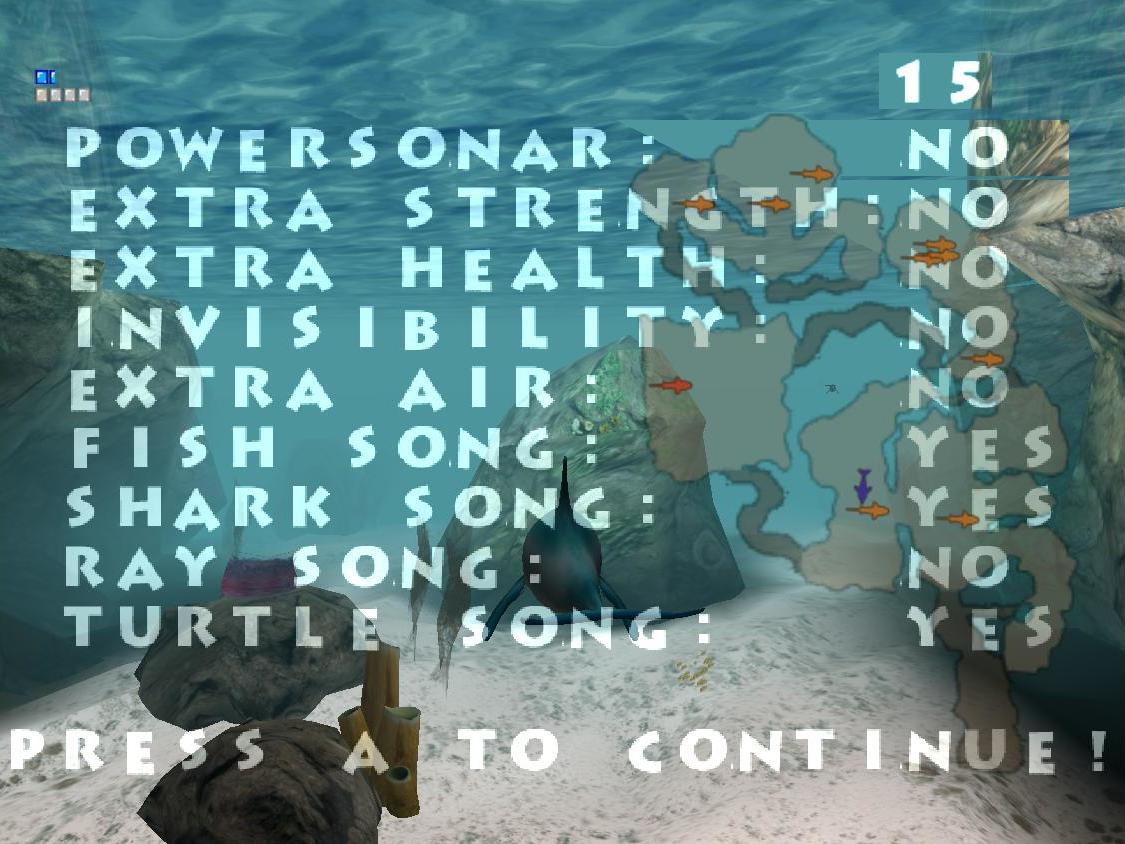 15
POWERSONAR: NO
EXTRA STRENGTH: NO
EXTRA HEALTH: NO
INVISIBILITY: NO
EXTRA AIR: NO
FISH SONG: YES
SHARK SONG: YES
RAY SONG: NO
TURTLE SONG: YES
PRESS A TO CONTINUE!